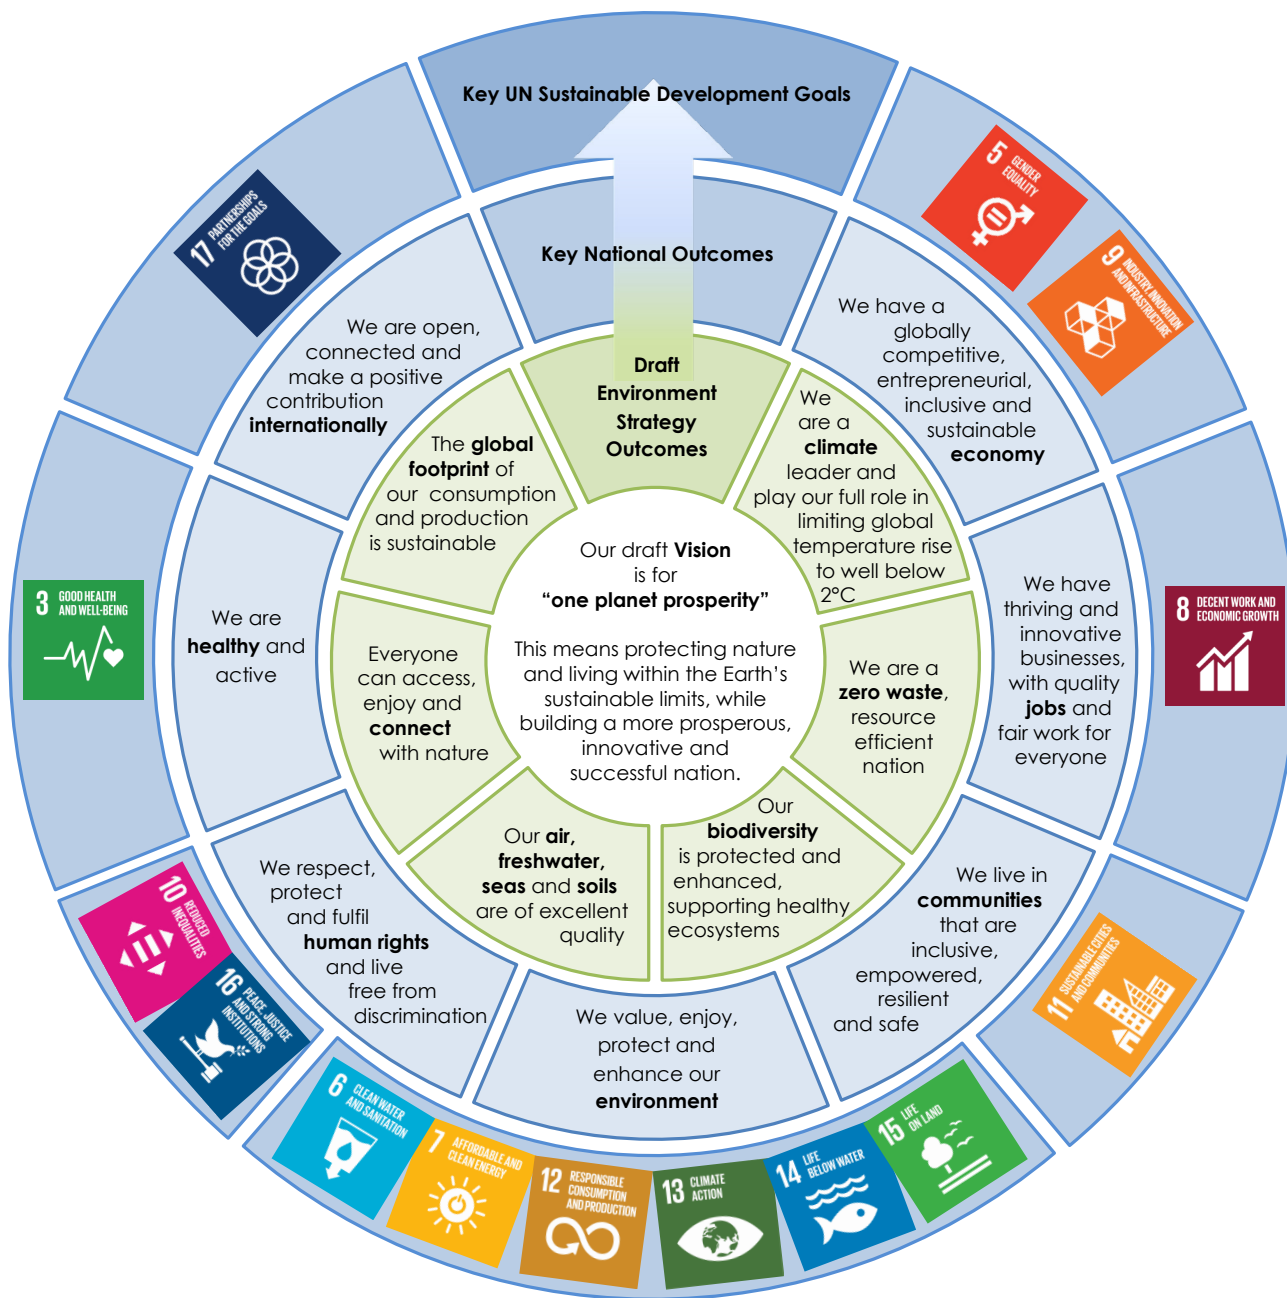 Key UN Sustainable Development Goals
Key National Outcomes
Draft
Environment
Strategy
Outcomes
Our draft Vision
is for
“one planet prosperity”
This means protecting nature
and living within the Earth’s
sustainable limits, while
building a more prosperous,
innovative and
successful nation.
We
are a
climate
leader and
play our full role in
limiting global
temperature rise
to well below
2°C
We are a
zero waste,
resource
efficient
nation
Our
biodiversity
is protected and
enhanced,
supporting healthy
ecosystems
Our air,
freshwater,
seas and soils
are of excellent
quality
Everyone
can access,
enjoy and
connect
with nature
The global
footprint of
our consumption
and production
is sustainable
We have a
globally
competitive,
entrepreneurial,
inclusive and
sustainable
economy
We have
thriving and
innovative
businesses,
with quality
jobs and
fair work for
everyone
We live in
communities
that are
inclusive,
empowered,
resilient
and safe
We value, enjoy,
protect and
enhance our
environment
We respect,
protect
and fulfil
human rights
and live
free from
discrimination
We are
healthy and
active
We are open,
connected and
make a positive
contribution
internationally
5 GENDER
EQUALITY
9 INDUSTRY, INNOVATION
AND INFRASTRUCTURE
8 DECENT WORK AND
ECONOMIC GROWTH
11 SUSTAINABLE CITIES
AND COMMUNITIES
15 LIFE
ON LAND
14 LIFE
BELOW WATER
13 CLIMATE
ACTION
12 RESPONSIBLE
CONSUMPTION
AND PRODUCTION
7 AFFORDABLE AND
CLEAN ENERGY
6 CLEAN WATER
AND SANITATION
16 PEACE, JUSTICE
AND STRONG
INSTITUTIONS
10 REDUCED
INEQUALITIES
3 GOOD HEALTH
AND WELL-BEING
17 PARTNERSHIPS
FOR THE GOALS